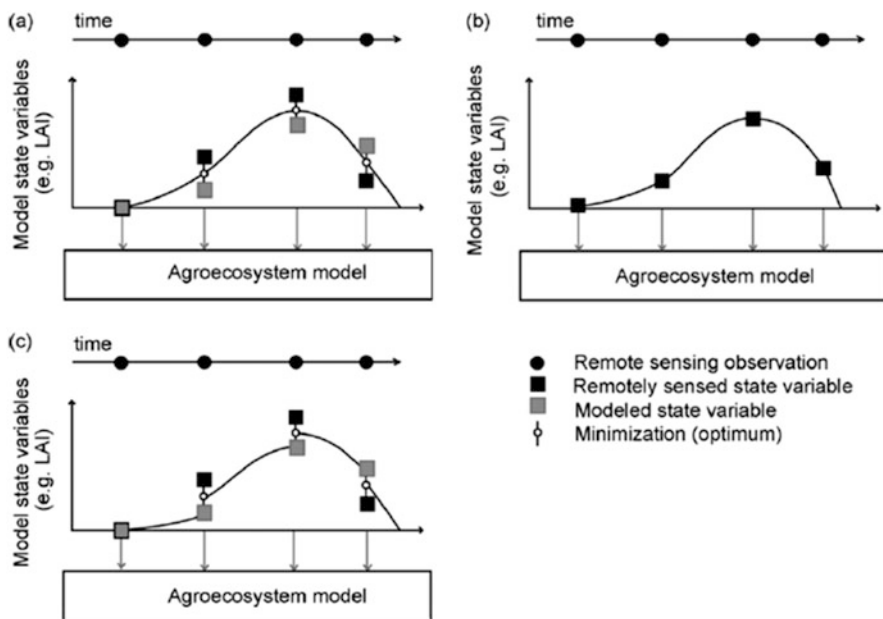 (a)
time
Model state variables
(e.g. LAI)
Agroecosystem model
(b)
time
Model state variables
(e.g. LAI)
Agroecosystem model
(c)
time
Model state variables
(e.g. LAI)
Agroecosystem model
Remote sensing observation
Remotely sensed state variable
Modeled state variable
Minimization (optimum)